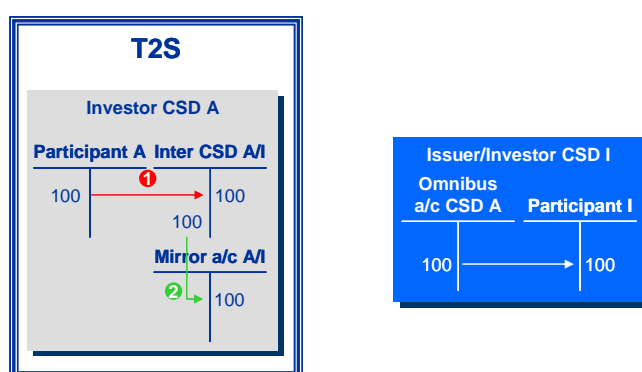 T2S
Investor CSD A
Participant A Inter CSD A/I
1
100 100
100
Mirror a/c A/I
2
100
Issuer/Investor CSD I
Omnibus
a/c CSD A Participant I
100 100